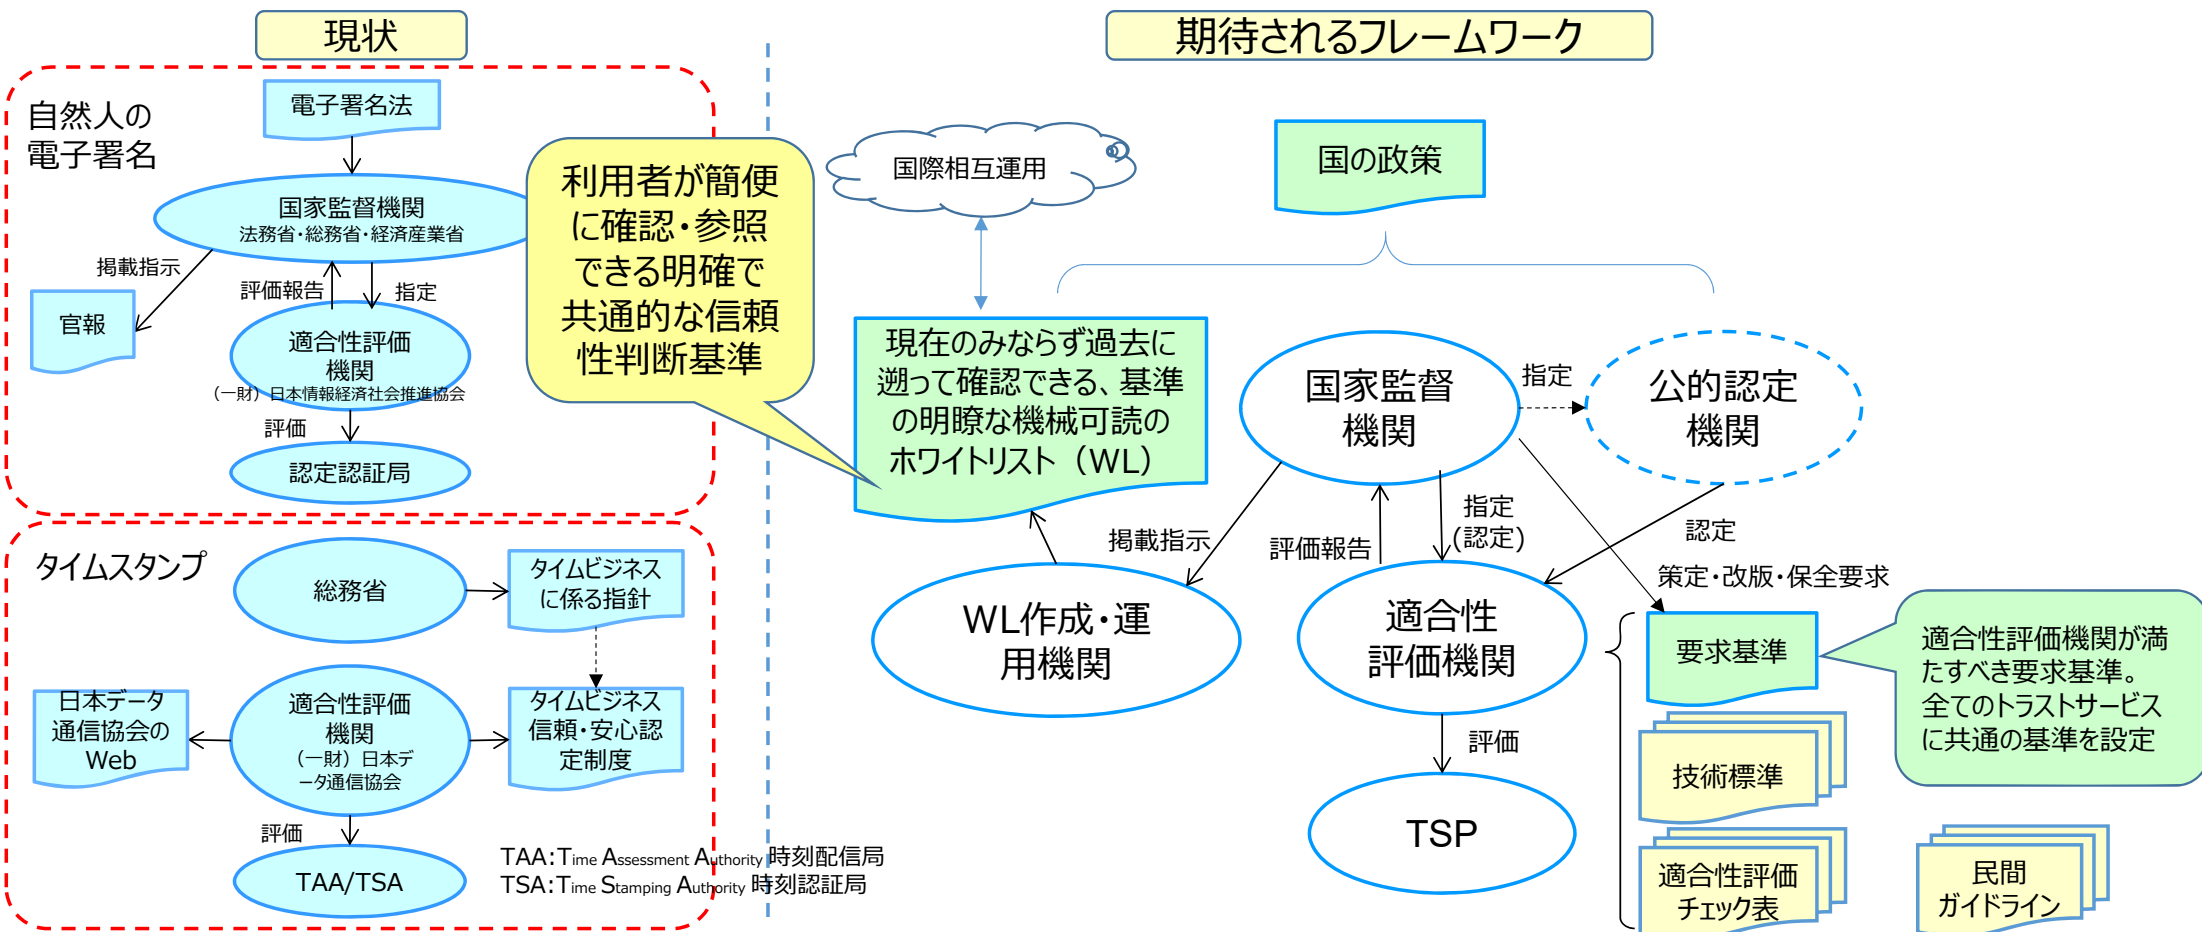 現状
期待されるフレームワーク
自然人の
電子署名
電子署名法
国家監督機関
法務省・総務省・経済産業省
掲載指示
官報
評価報告
指定
適合性評価
機関
（一財）日本情報経済社会推進協会
評価
認定認証局
利用者が簡便
に確認・参照
できる明確で
共通的な信頼
性判断基準
タイムスタンプ
総務省
タイムビジネス
に係る指針
日本データ
通信協会の
Web
適合性評価
機関
（一財）日本デ
ータ通信協会
タイムビジネス
信頼・安心認
定制度
評価
TAA/TSA
TAA:Time Assessment Authority 時刻配信局
TSA:Time Stamping Authority 時刻認証局
国際相互運用
国の政策
現在のみならず過去に
遡って確認できる、基準
の明瞭な機械可読の
ホワイトリスト（WL）
国家監督
機関
指定
公的認定
機関
掲載指示
評価報告
指定
(認定)
認定
策定・改版・保全要求
WL作成・運
用機関
適合性
評価機関
評価
TSP
要求基準
技術標準
適合性評価
チェック表
民間
ガイドライン
適合性評価機関が満
たすべき要求基準。
全てのトラストサービス
に共通の基準を設定